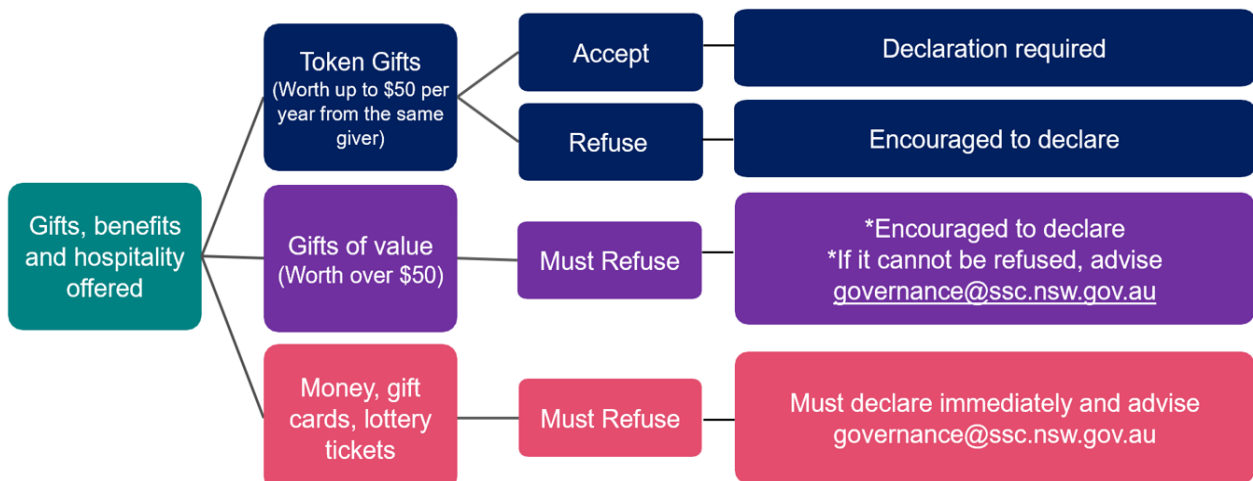 Gifts, benefits
and hospitality
offered
Token Gifts
(Worth up to $50 per
year from the same
giver)
Accept
Declaration required
Refuse
Encouraged to declare
Gifts of value
(Worth over $50)
Must Refuse
*Encouraged to declare
*If it cannot be refused, advise
governance@ssc.nsw.gov.au
Money, gift
cards, lottery
tickets
Must Refuse
Must declare immediately and advise
governance@ssc.nsw.gov.au